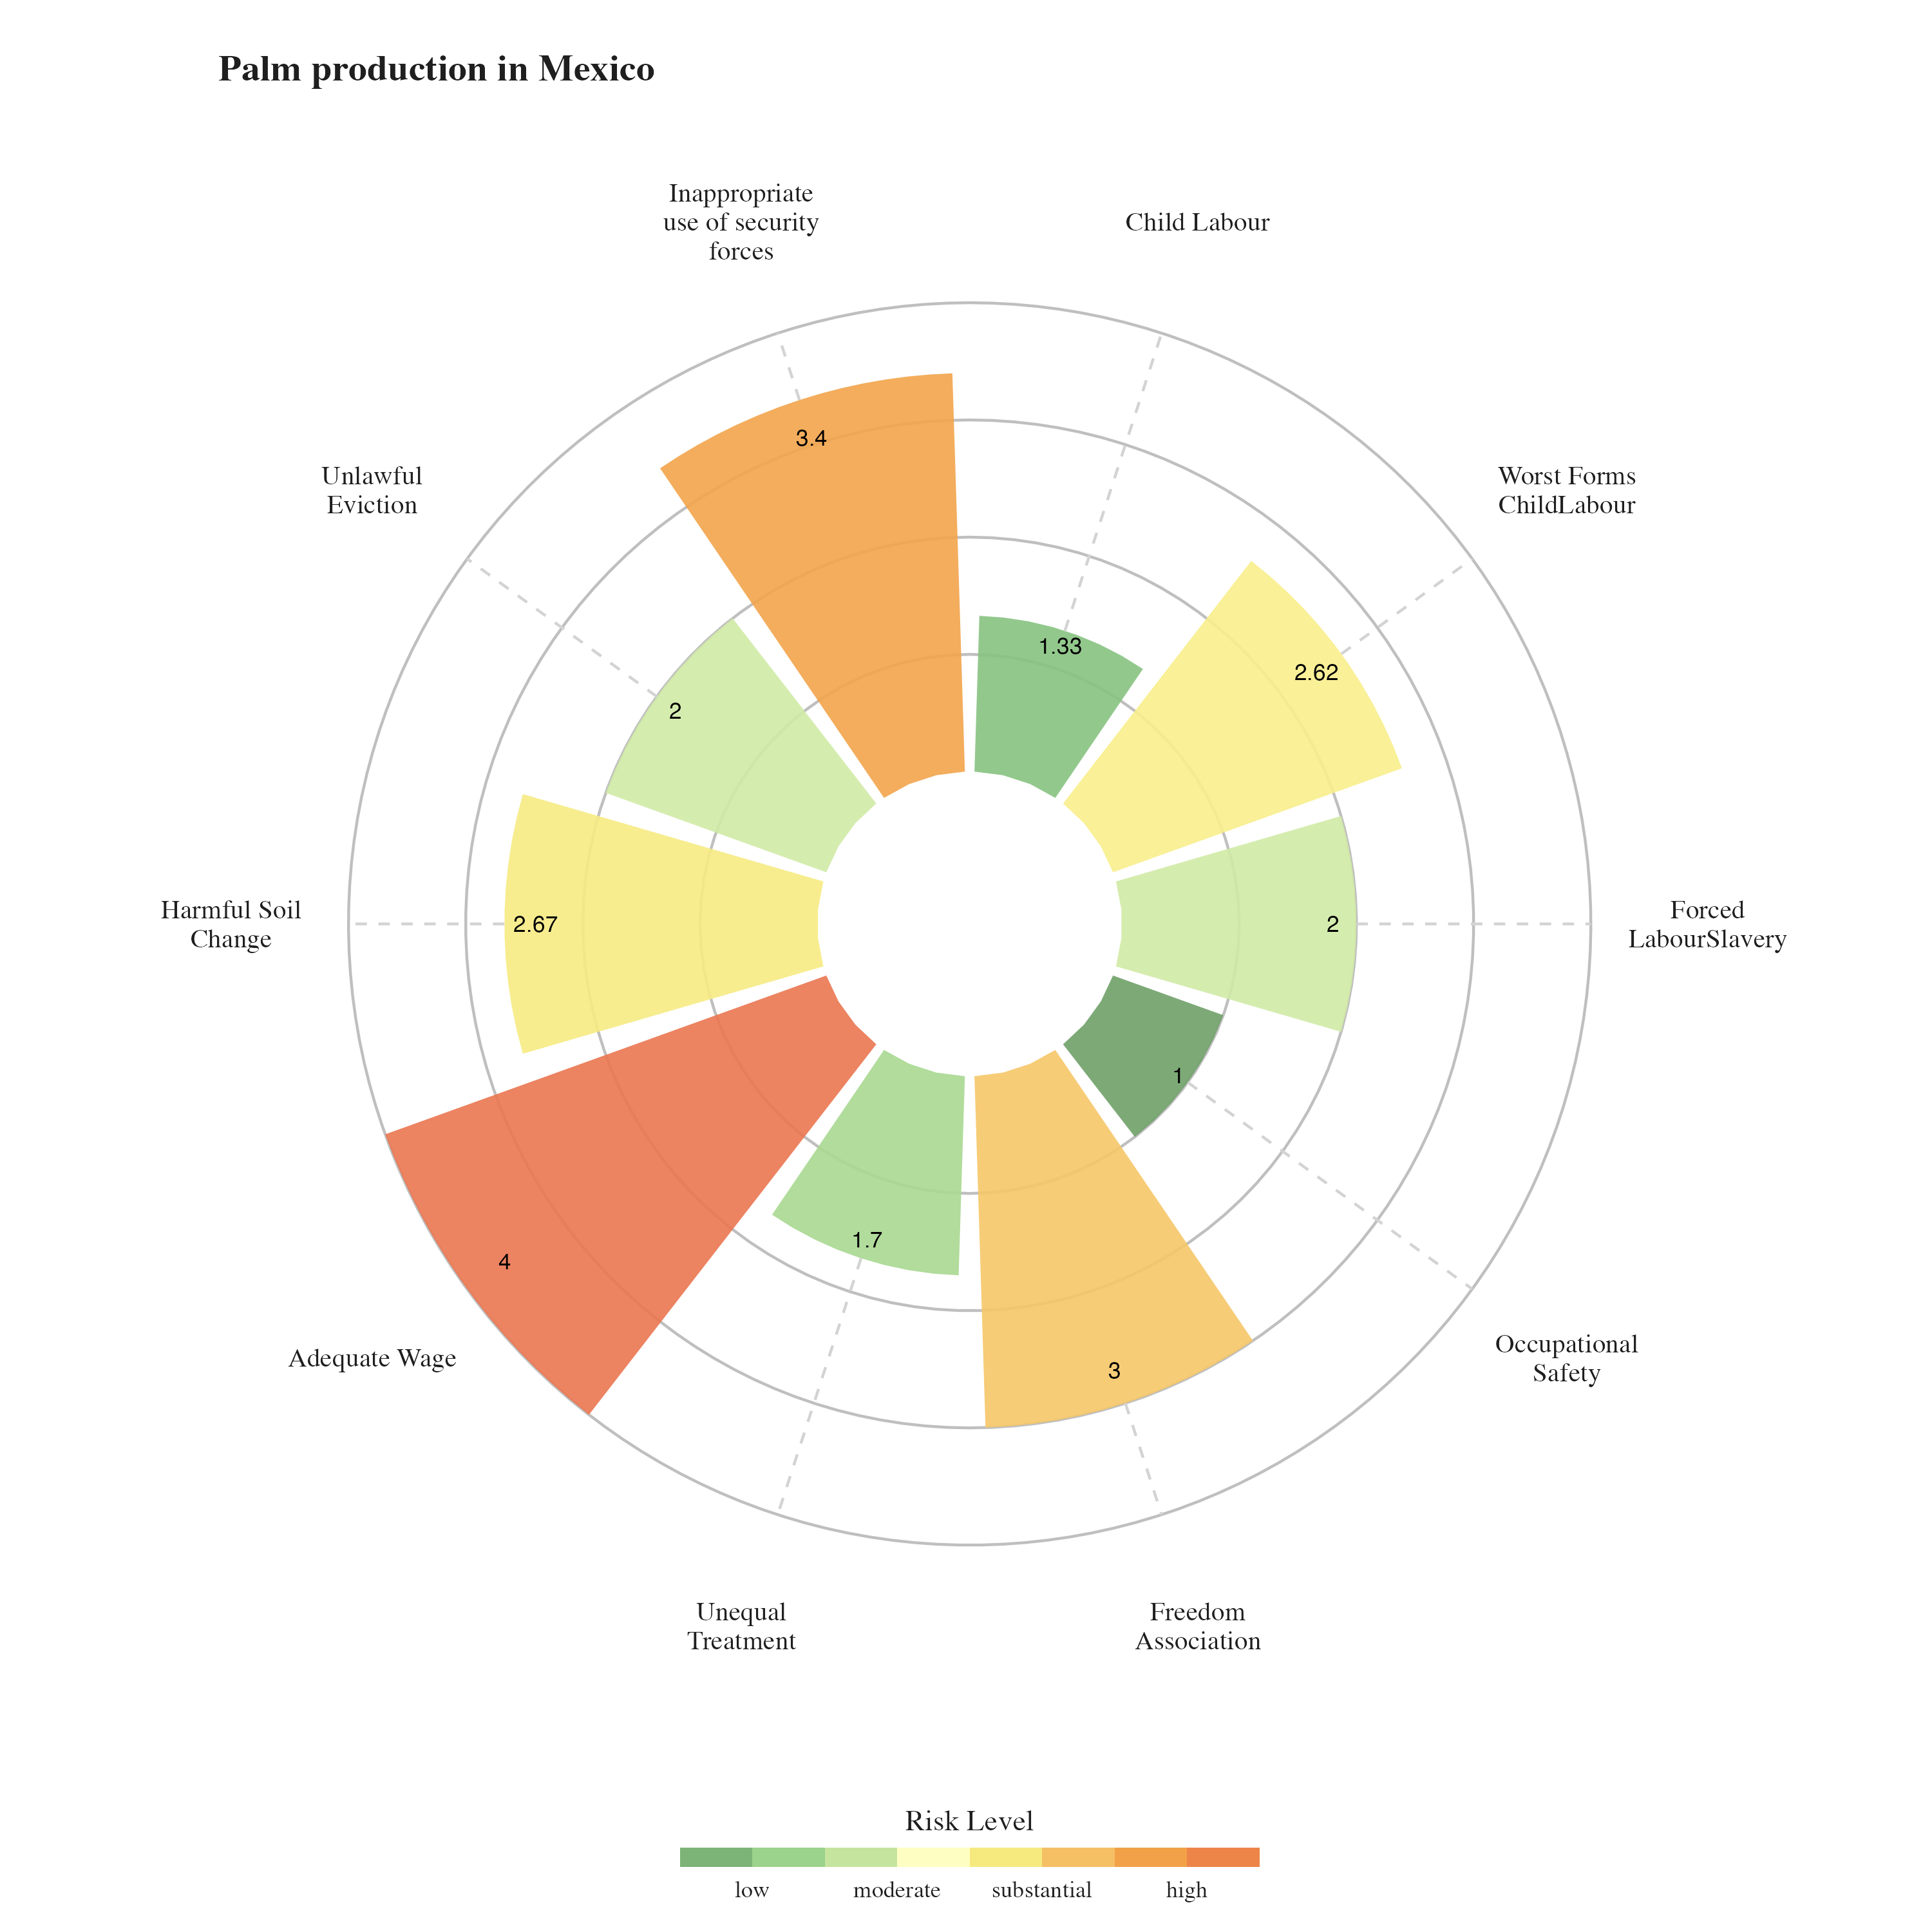 Palm production in Mexico
Inappropriate
use of security
forces
Child Labour
Unlawful
Eviction
Worst Forms
ChildLabour
3.4
1.33
2.62
2
Harmful Soil
Change
2.67
2
Forced
LabourSlavery
1
4
1.7
3
Adequate Wage
Occupational
Safety
Unequal
Treatment
Freedom
Association
Risk Level
low moderate substantial high